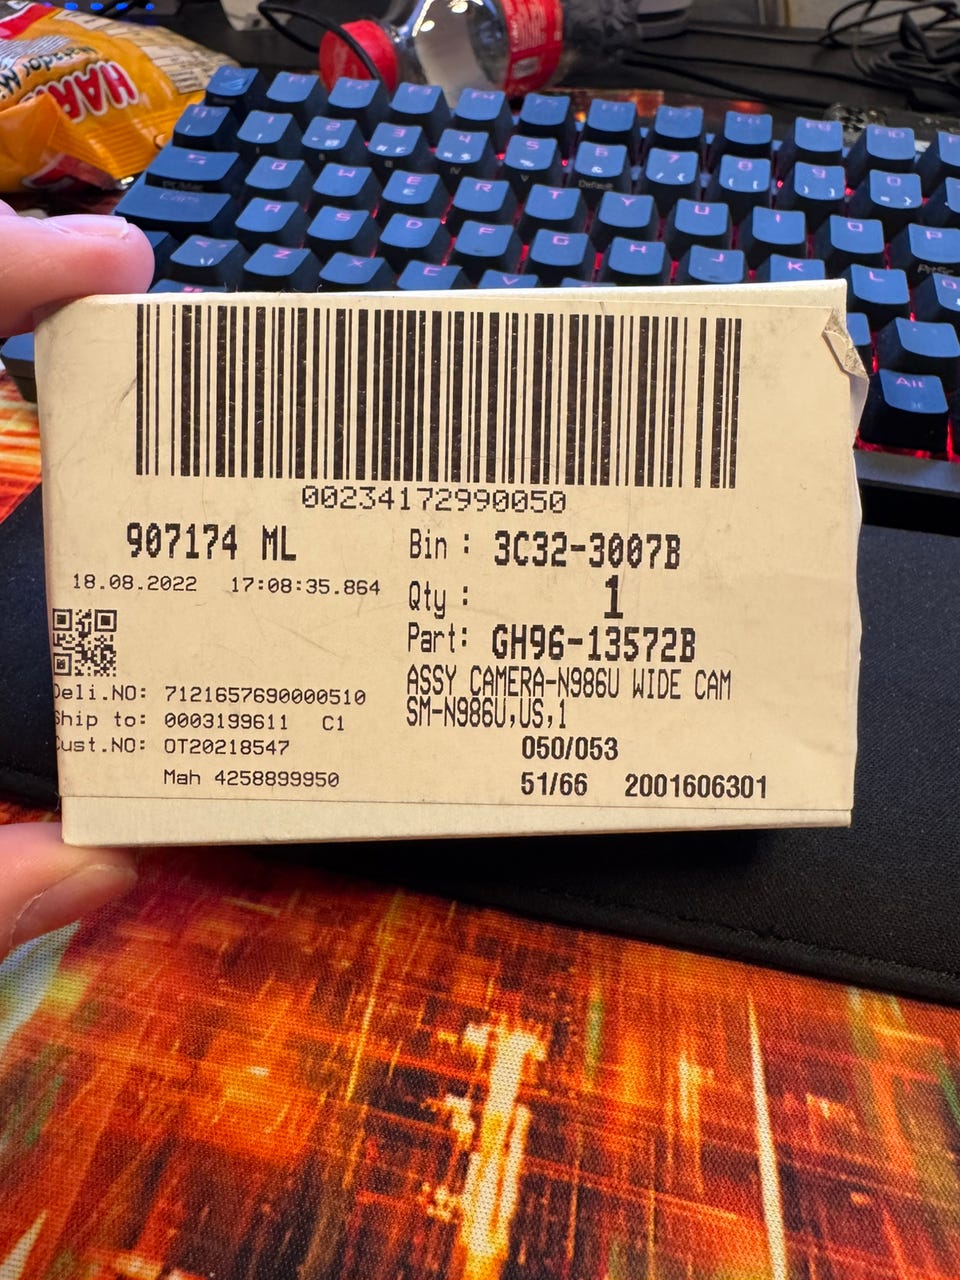 HARI
00234172990050
907174 ML
18.08.2022 17:08:35.864
Bin : 3C32-3007B
Qty : 1
Part: GH96-13572B
ASSY CAMERA-N986U WIDE CAM
SM-N986U,US,1
Deli.NO: 7121657690000510
Ship to: 0003199611 C1
Cust.NO: OT20218547
Mah 4258899950
050/053
51/66 2001606301
Q W E R T Y U I O P
A S D F G H J K L
Z X C V
Alt